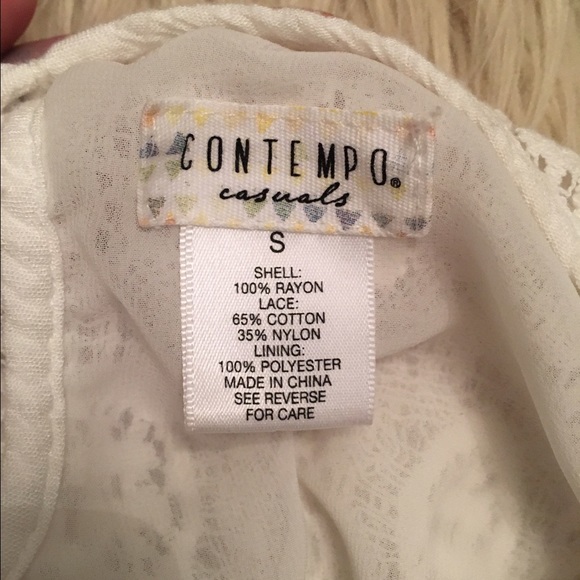 CONTEMPO®
casuals
S
SHELL:
100% RAYON
LACE:
65% COTTON
35% NYLON
LINING:
100% POLYESTER
MADE IN CHINA
SEE REVERSE
FOR CARE